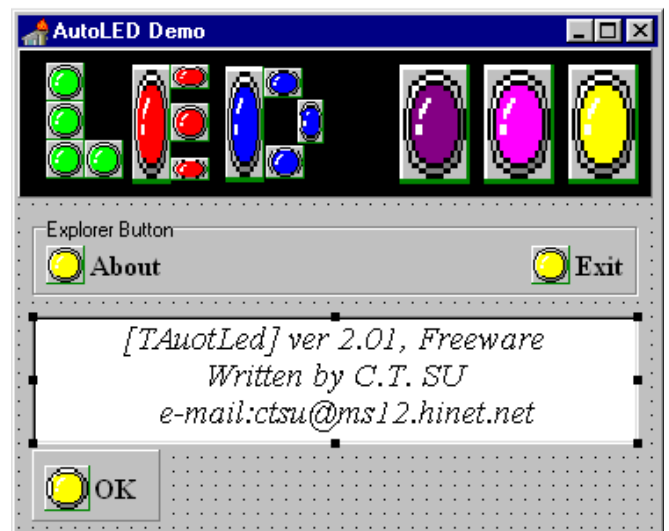 AutoLED Demo
LED
Explorer Button
About
Exit
[TAuotLed] ver 2.01, Freeware
Written by C.T. SU
e-mail:ctsu@ms12.hinet.net
OK